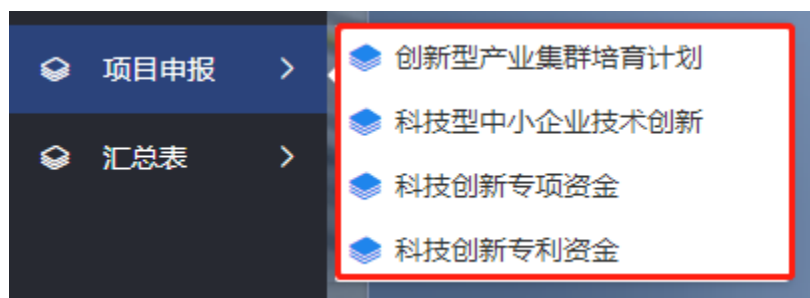 项目申报
汇总表
创新型产业集群培育计划
科技型中小企业技术创新
科技创新专项资金
科技创新专利资金